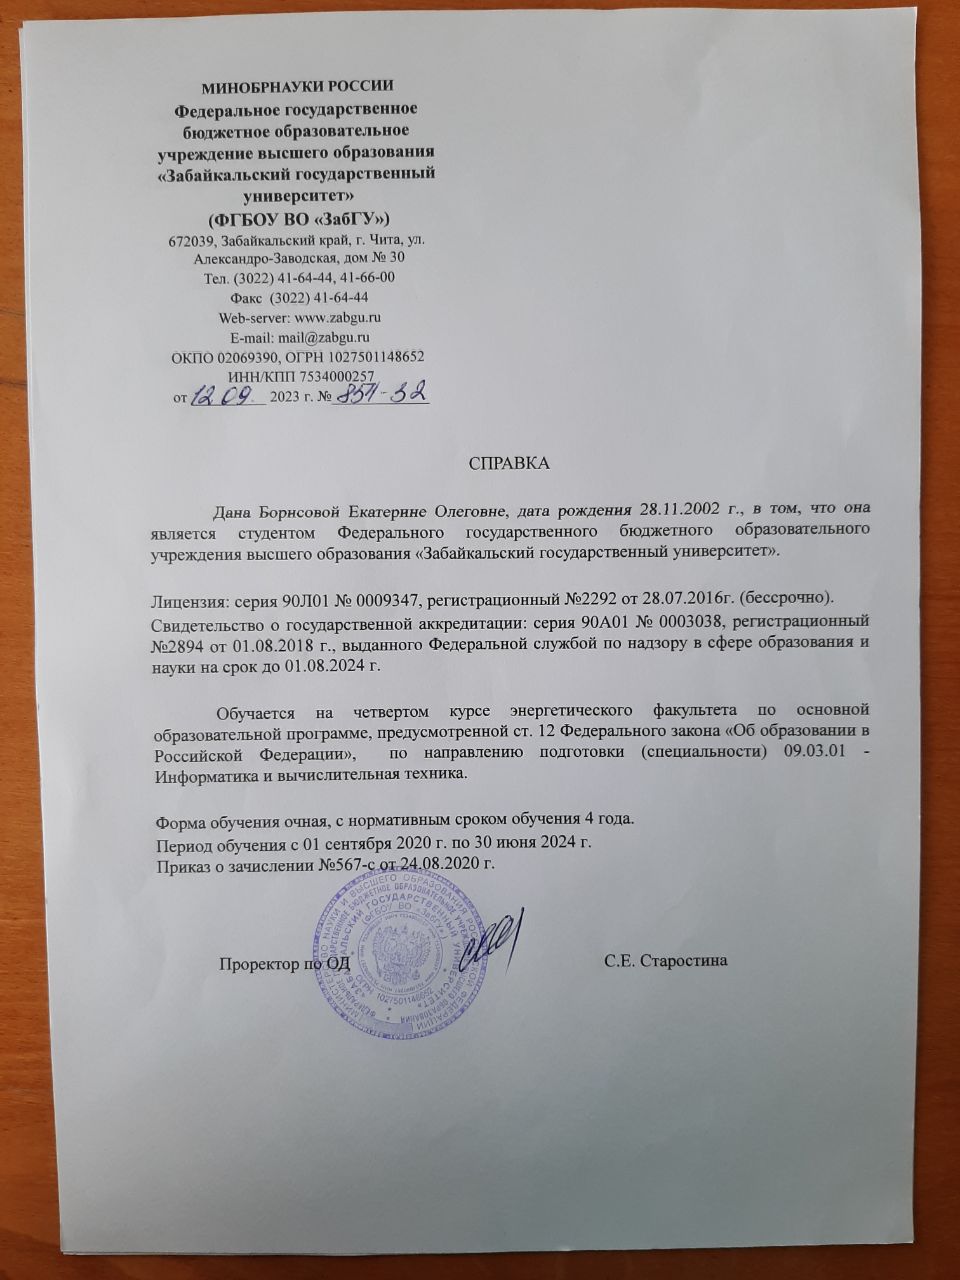 МИНОБРНАУКИ РОССИИ
Федеральное государственное
бюджетное образовательное
учреждение высшего образования
«Забайкальский государственный
университет»
(ФГБОУ ВО «ЗабГУ»)
672039, Забайкальский край, г. Чита, ул.
Александро-Заводская, дом № 30
Тел. (3022) 41-64-44, 41-66-00
Факс (3022) 41-64-44
Web-server: www.zabgu.ru
E-mail: mail@zabgu.ru
ОКПО 02069390, ОГРН 1027501148652
ИНН/КПП 7534000257
от 12.09. 2023 г. №
СПРАВКА
Дана Борисовой Екатерине Олеговне, дата рождения 28.11.2002 г., в том, что она
является студентом Федерального государственного бюджетного образовательного
учреждения высшего образования «Забайкальский государственный университет».
Лицензия: серия 90Л01 № 0009347, регистрационный №2292 от 28.07.2016г. (бессрочно).
Свидетельство о государственной аккредитации: серия 90А01 № 0003038, регистрационный
№2894 от 01.08.2018 г., выданного Федеральной службой по надзору в сфере образования и
науки на срок до 01.08.2024 г.
Обучается на четвертом курсе энергетического факультета по основной
образовательной программе, предусмотренной ст. 12 Федерального закона «Об образовании в
Российской Федерации», по направлению подготовки (специальности) 09.03.01 -
Информатика и вычислительная техника.
Форма обучения очная, с нормативным сроком обучения 4 года.
Период обучения с 01 сентября 2020 г. по 30 июня 2024 г.
Приказ о зачислении №567-с от 24.08.2020 г.
Проректор по ОД С.Е. Старостина
ОГРН 1027501148652
(ФГБОУ ВО «ЗабГУ»)